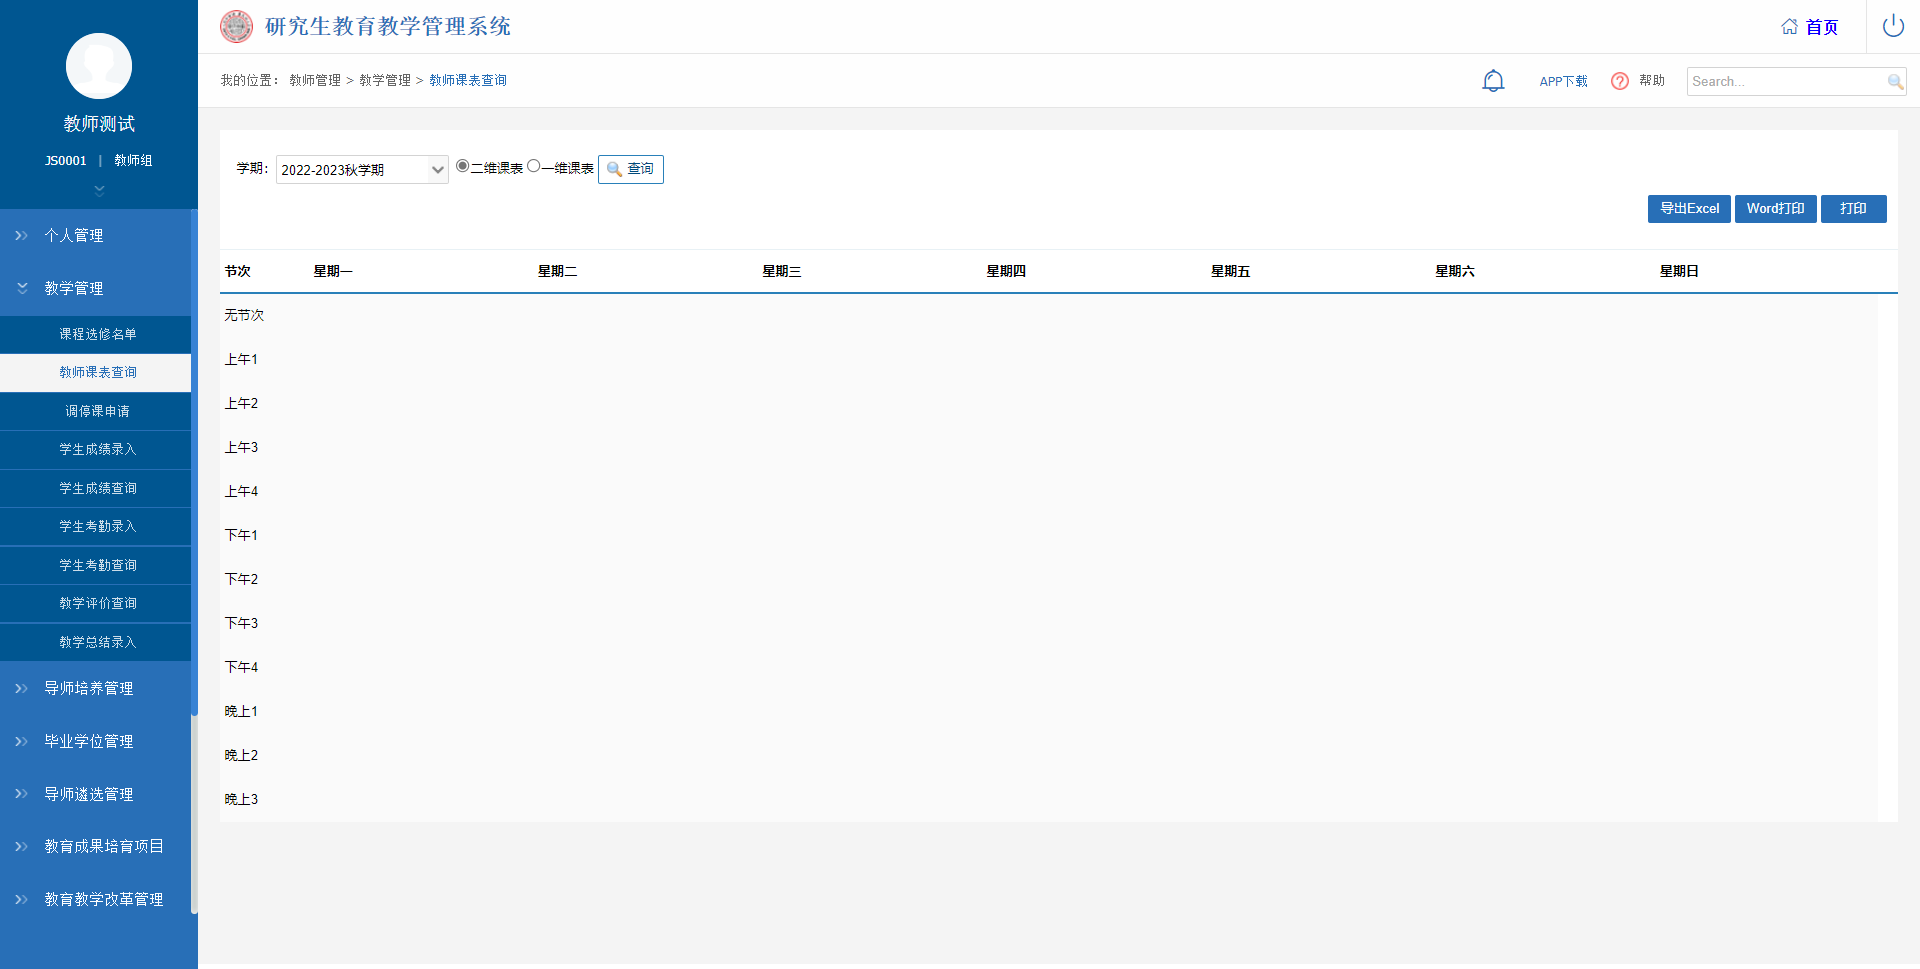 研究生教育教学管理系统
首页
我的位置： 教师管理 > 教学管理 > 教师课表查询
APP下载
帮助
Search...
教师测试
JS0001 | 教师组
个人管理
教学管理
课程选修名单
教师课表查询
调停课申请
学生成绩录入
学生成绩查询
学生考勤录入
学生考勤查询
教学评价查询
教学总结录入
导师培养管理
毕业学位管理
导师遴选管理
教育成果培育项目
教育教学改革管理
学期： 2022-2023秋学期 二维课表 一维课表 查询
导出Excel Word打印 打印
节次 星期一 星期二 星期三 星期四 星期五 星期六 星期日
无节次
上午1
上午2
上午3
上午4
下午1
下午2
下午3
下午4
晚上1
晚上2
晚上3